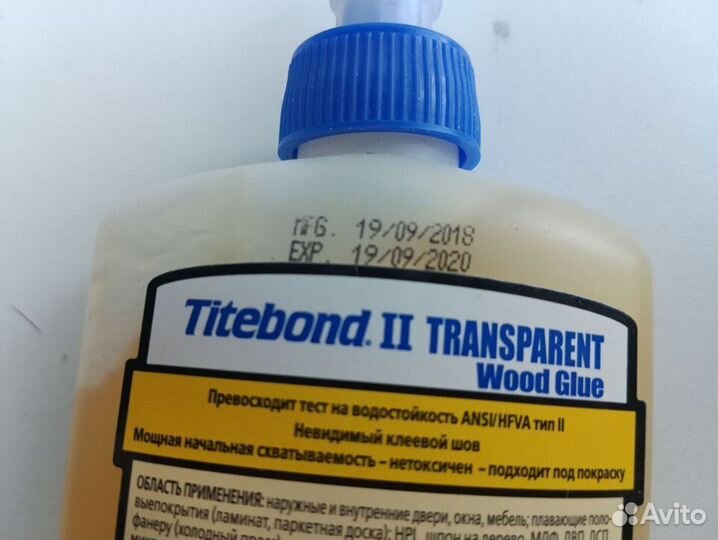 MFG. 19/09/2018
EXP. 19/09/2020
Titebond. II TRANSPARENT
Wood Glue
Превосходит тест на водостойкость ANSI/HFVA тип II
Невидимый клеевой шов
Мощная начальная схватываемость – нетоксичен – подходит под покраску
ОБЛАСТЬ ПРИМЕНЕНИЯ: наружные и внутренние двери, окна, мебель; плавающие поло-
выепокрытия (ламинат, паркетная доска); HPL, шпон на дерево, МДФ, ДВП, ДСП,
фанеру (холодный
Avito